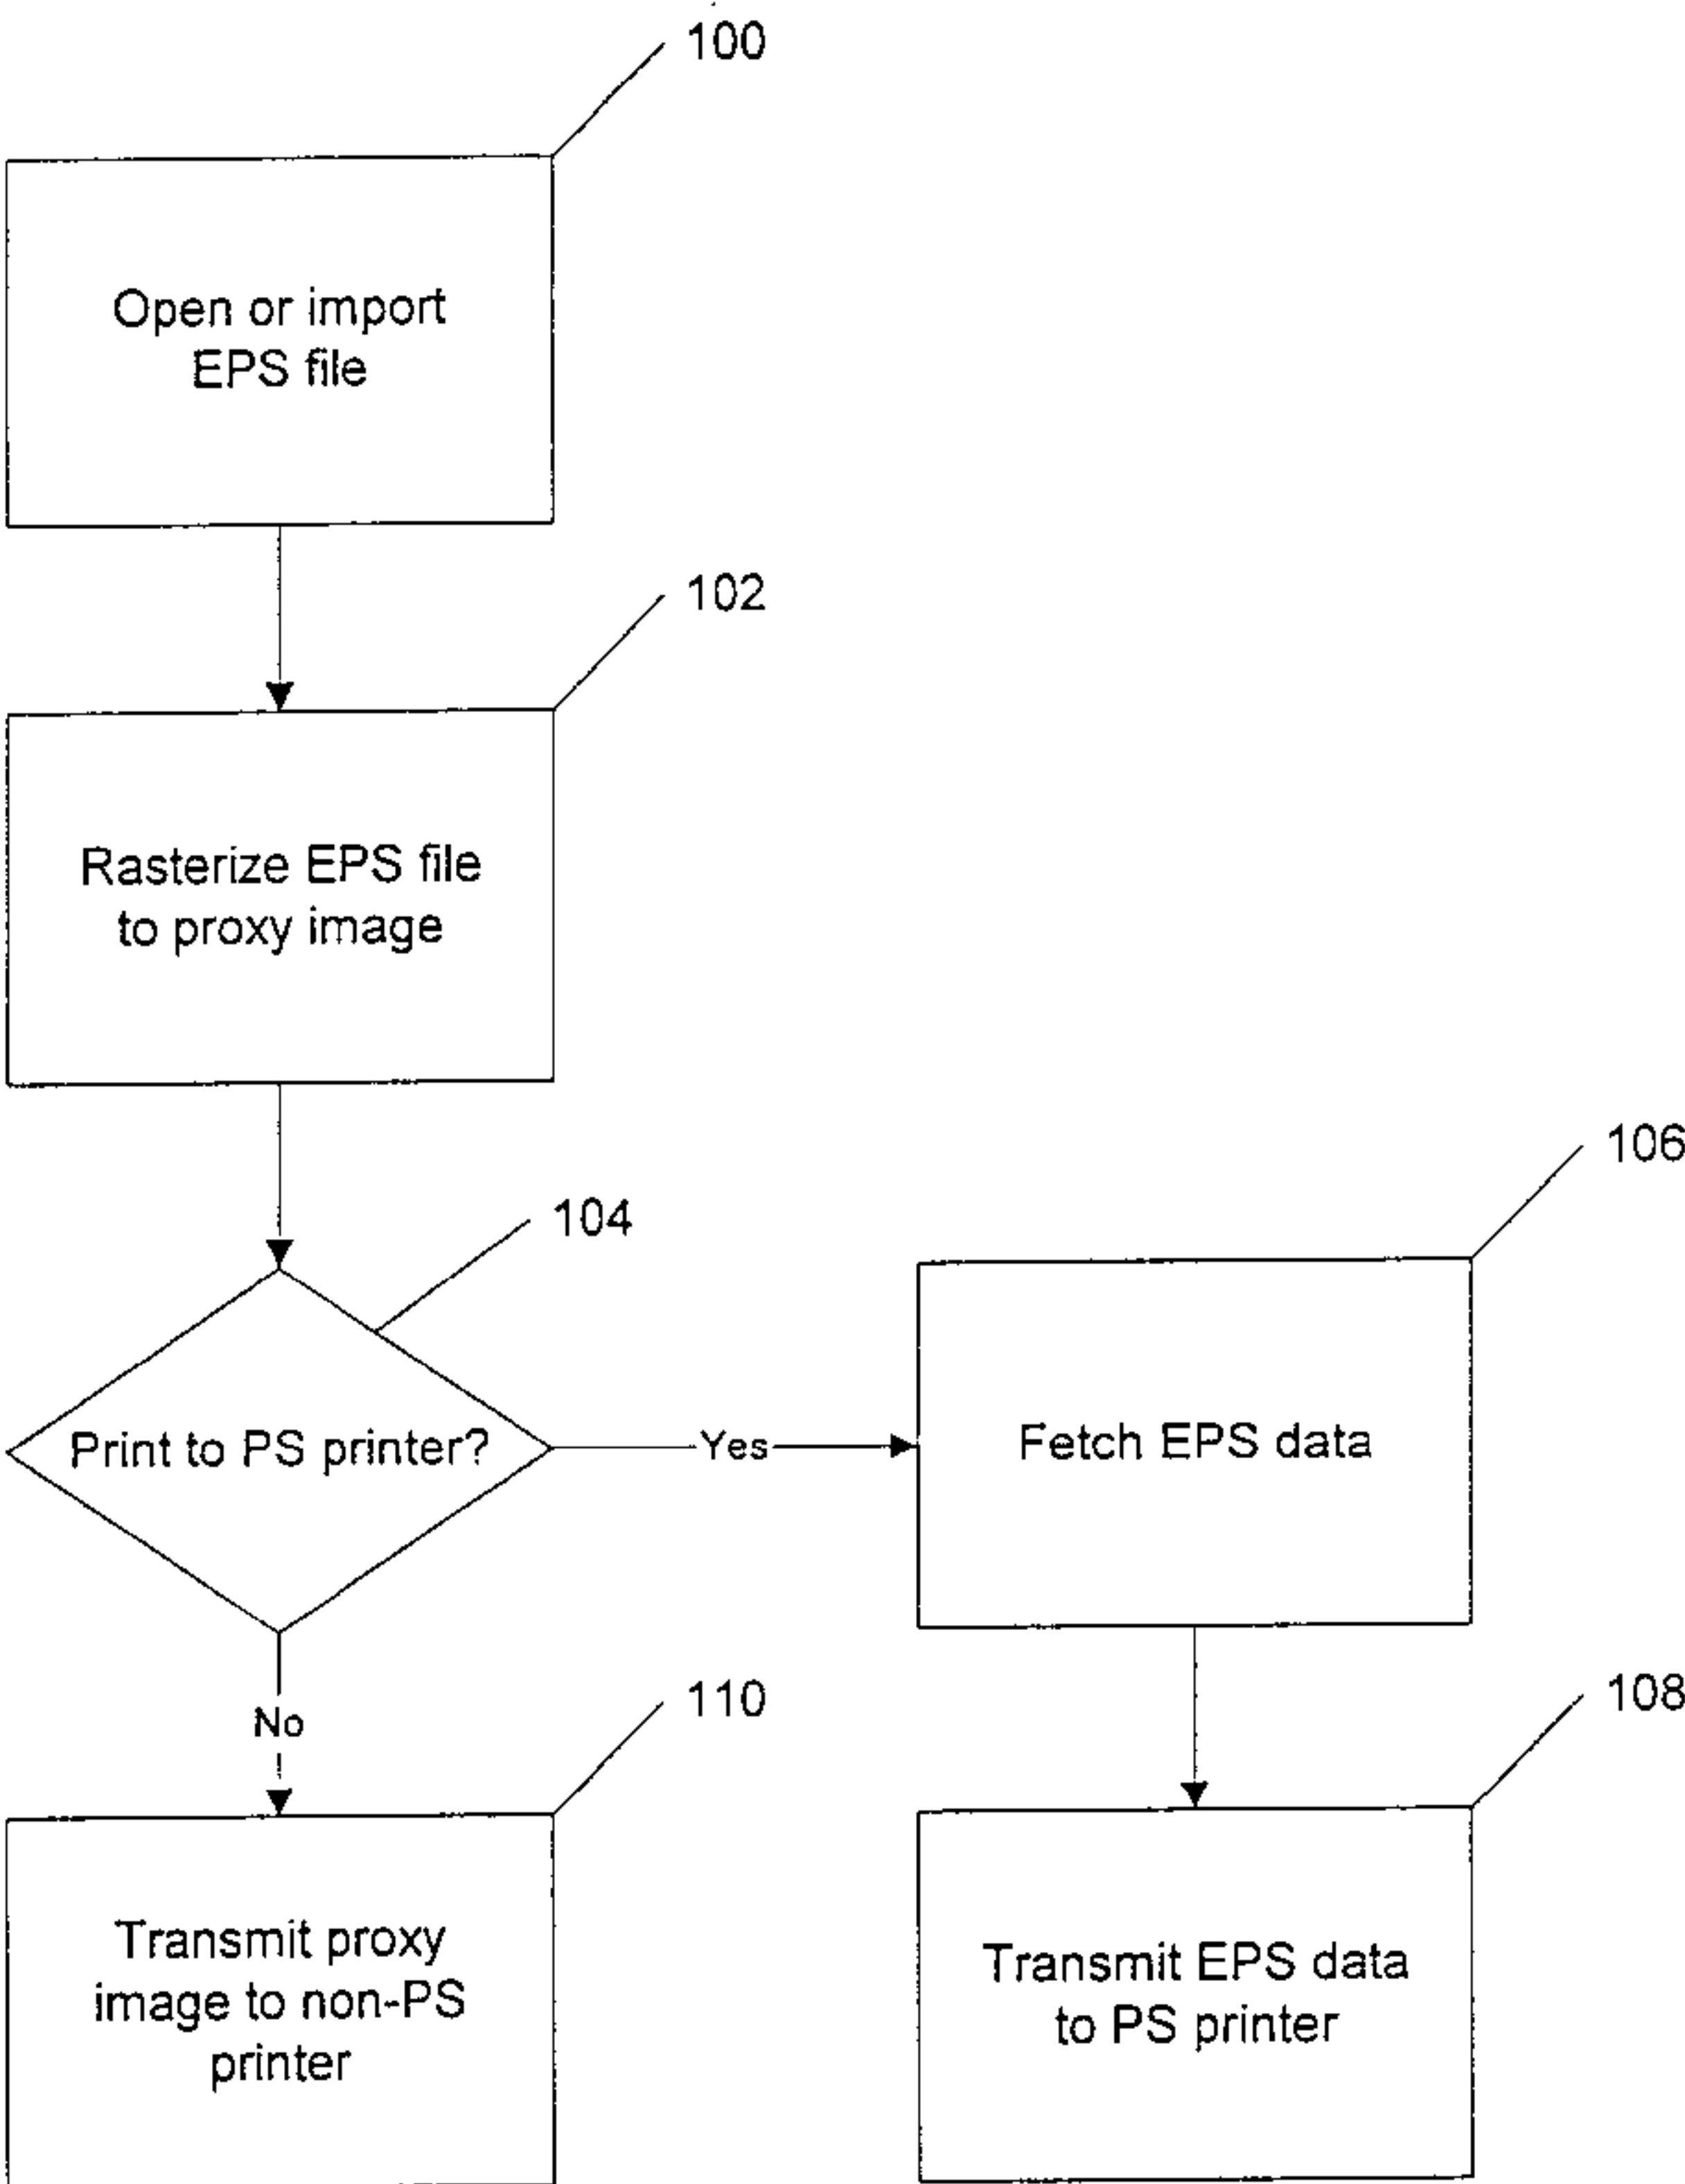 100
Open or import
EPS file
102
Rasterize EPS file
to proxy image
104
Print to PS printer?
Yes
106
Fetch EPS data
No
110
Transmit proxy
image to non-PS
printer
108
Transmit EPS data
to PS printer